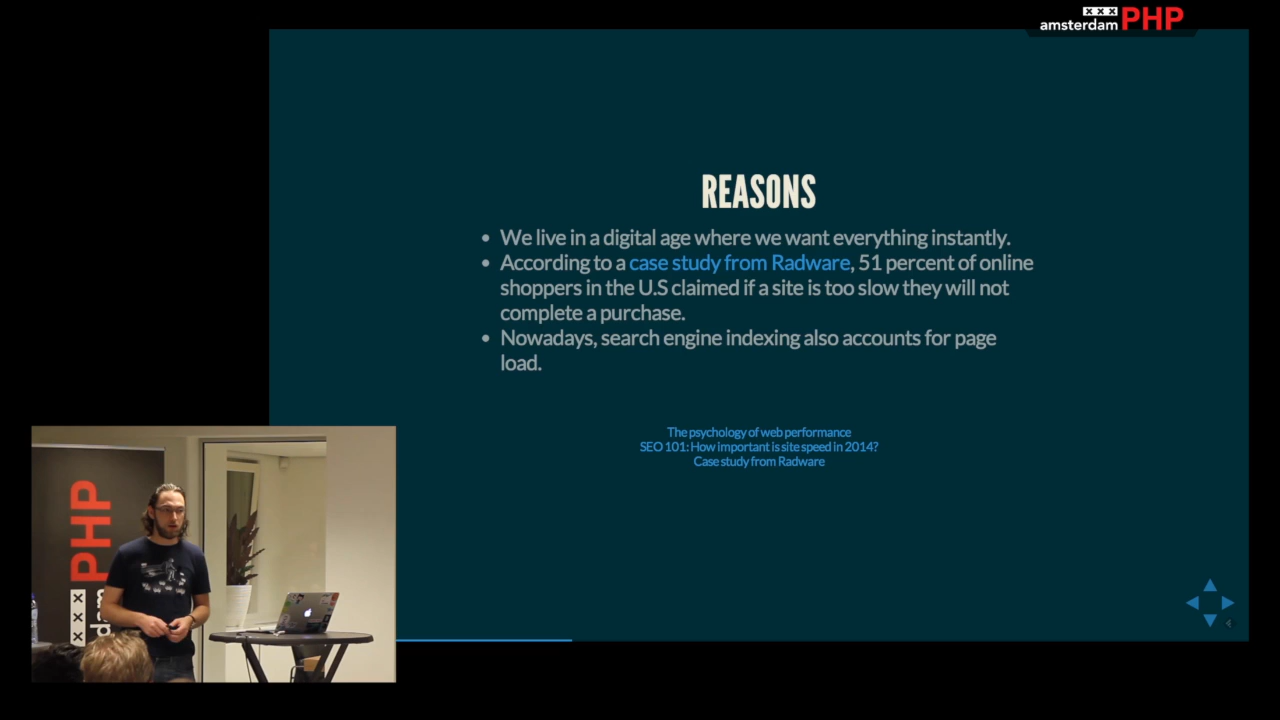 xxx
amsterdam PHP
REASONS
We live in a digital age where we want everything instantly.
According to a case study from Radware, 51 percent of online
shoppers in the U.S claimed if a site is too slow they will not
complete a purchase.
Nowadays, search engine indexing also accounts for page
load.
The psychology of web performance
SEO 101: How important is site speed in 2014?
Case study from Radware
PHP
xxx
dam